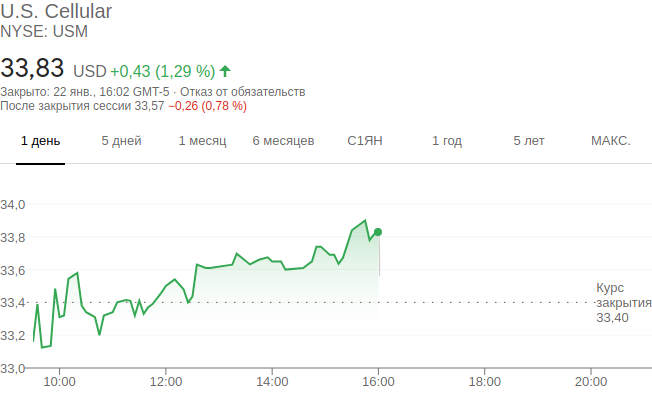 U.S. Cellular
NYSE: USM
33,83 USD +0,43 (1,29 %)
Закрыто: 22 янв., 16:02 GMT-5 · Отказ от обязательств
После закрытия сессии 33,57 −0,26 (0,78 %)
1 день 5 дней 1 месяц 6 месяцев С1ЯН 1 год 5 лет МАКС.
34,0
33,8
33,6
33,4
33,2
33,0
Курс
закрытия
33,40
10:00 12:00 14:00 16:00 18:00 20:00